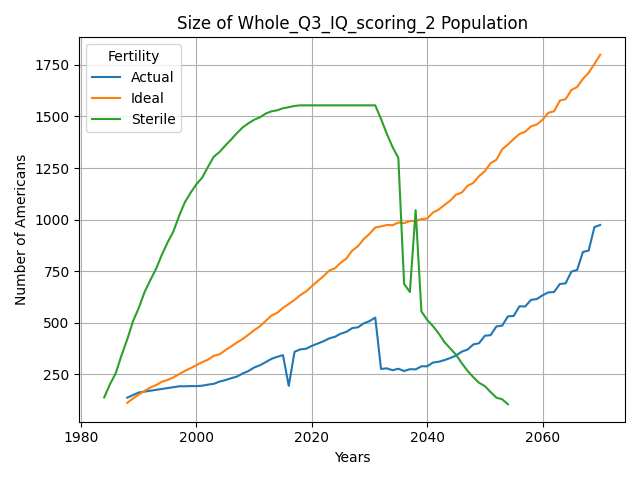 Size of Whole_Q3_IQ_scoring_2 Population
Fertility
Actual
Ideal
Sterile
1750
1500
1250
1000
750
500
250
Number of Americans
1980
2000
2020
2040
2060
Years